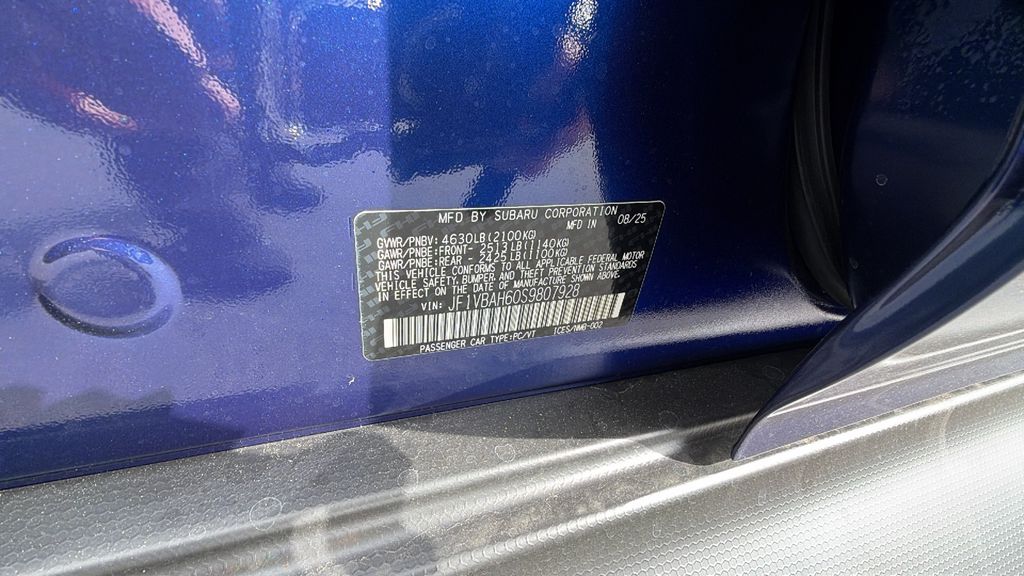 MFD BY SUBARU CORPORATION
MFD IN 08/25
GVWR/PNBV: 4630LB(2100KG)
GAWR/PNBE:FRONT- 2513LB(1140KG)
GAWR/PNBE:REAR - 2425LB(1100KG)
THIS VEHICLE CONFORMS TO ALL APPLICABLE FEDERAL MOTOR
VEHICLE SAFETY,BUMPER,AND THEFT PREVENTION STANDARDS
IN EFFECT ON THE DATE OF MANUFACTURE SHOWN ABOVE.
VIN: JF1VBAH60S9807928
PASSENGER CAR TYPE:PC/VT ICES/NMB-002